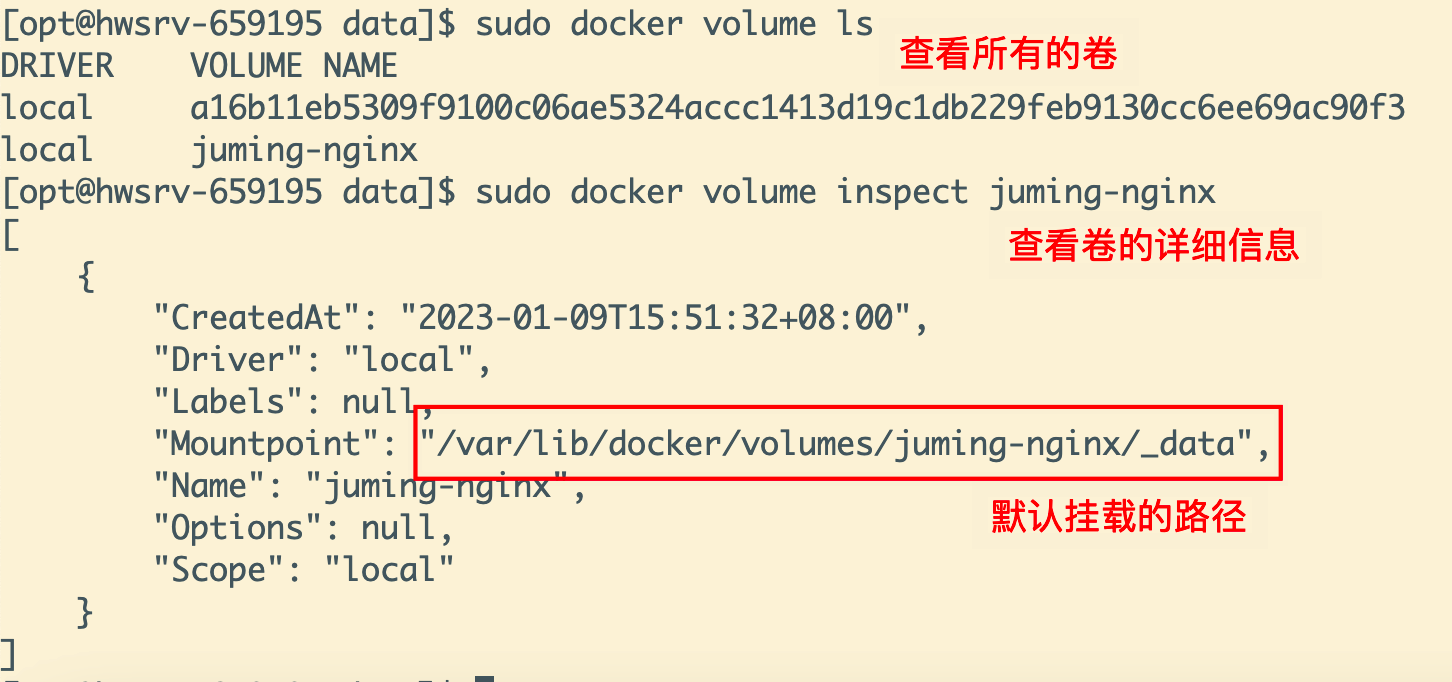 [opt@hwsrv-659195 data]$ sudo docker volume ls
查看所有的卷
DRIVER    VOLUME NAME
local     a16b11eb5309f9100c06ae5324accc1413d19c1db229feb9130cc6ee69ac90f3
local     juming-nginx
[opt@hwsrv-659195 data]$ sudo docker volume inspect juming-nginx
[
查看卷的详细信息
    {
        "CreatedAt": "2023-01-09T15:51:32+08:00",
        "Driver": "local",
        "Labels": null,
        "Mountpoint": "/var/lib/docker/volumes/juming-nginx/_data",
        "Name": "juming-nginx",
默认挂载的路径
        "Options": null,
        "Scope": "local"
    }
]